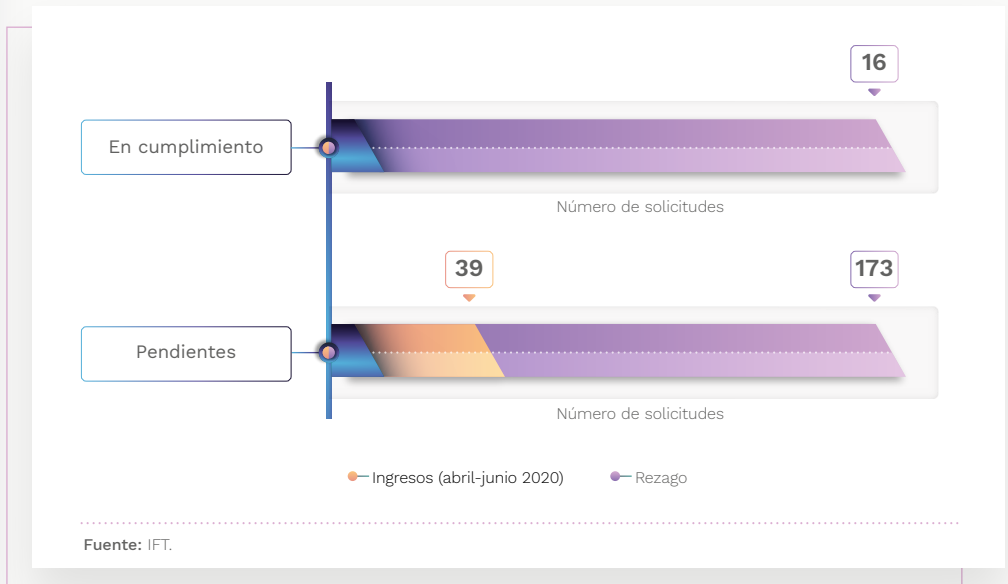 16
En cumplimiento
Número de solicitudes
39
173
Pendientes
Número de solicitudes
Ingresos (abril-junio 2020)
Rezago
Fuente: IFT.